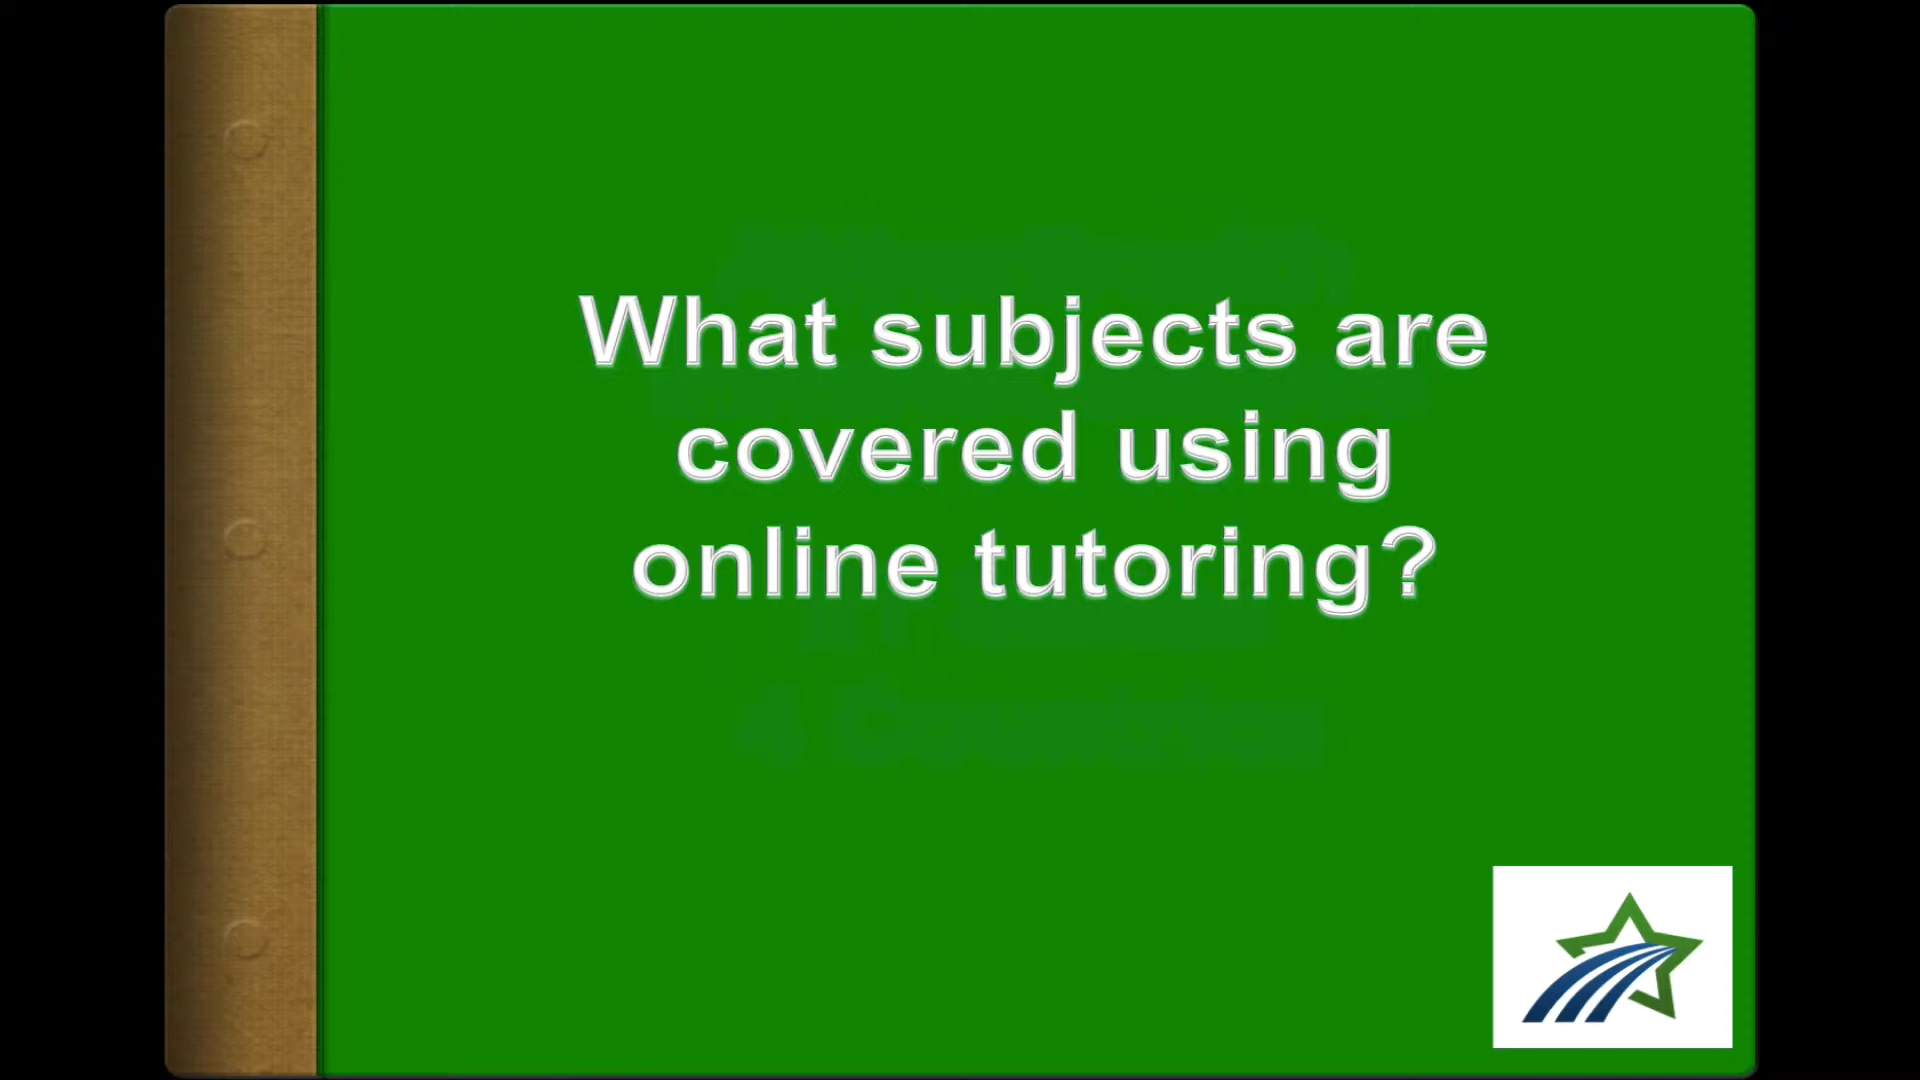 What subjects are
covered using
online tutoring?